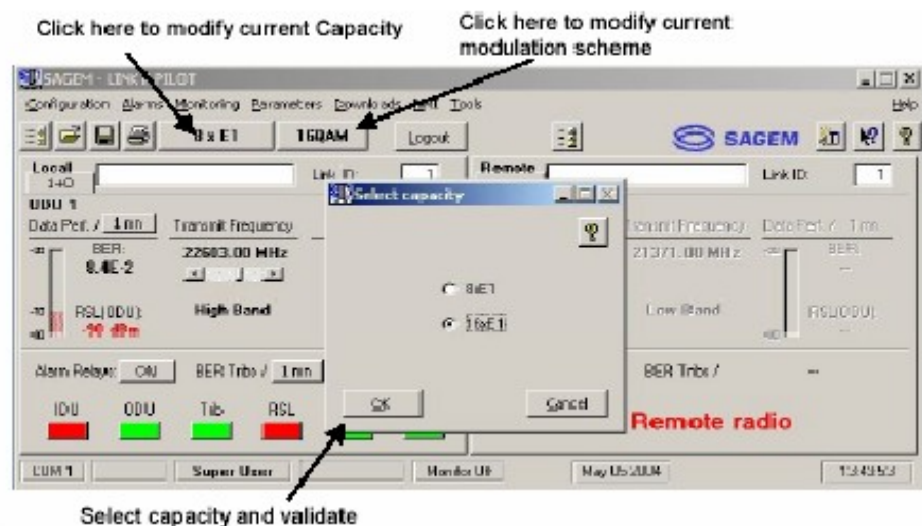 Click here to modify current Capacity
Click here to modify current
modulation scheme
SAGEM - LINK PILOT
Configuration Alarms Monitoring Parameters Downloads Tools Help
8 x E1 16QAM Logout SAGEM
Local
1+0
Link ID: 1
Remote
Link ID: 1
Select capacity
ODU 1
Data Perf. / 1 mn
Transmit Frequency
Transmit Frequency
Data Perf. / 1 mn
BER:
22603.00 MHz
21371.00 MHz
BER:
High Band
8xE1
16xE1
Low Band
RSL(ODU):
RSL(ODU):
Alarm Relays: ON
BER Tribs / 1 mn
BER Tribs /
--
OK
Cancel
IDU ODU Trib. RSL
Remote radio
COM 1
Super User
Monitor Off
May 05 2004
Select capacity and validate